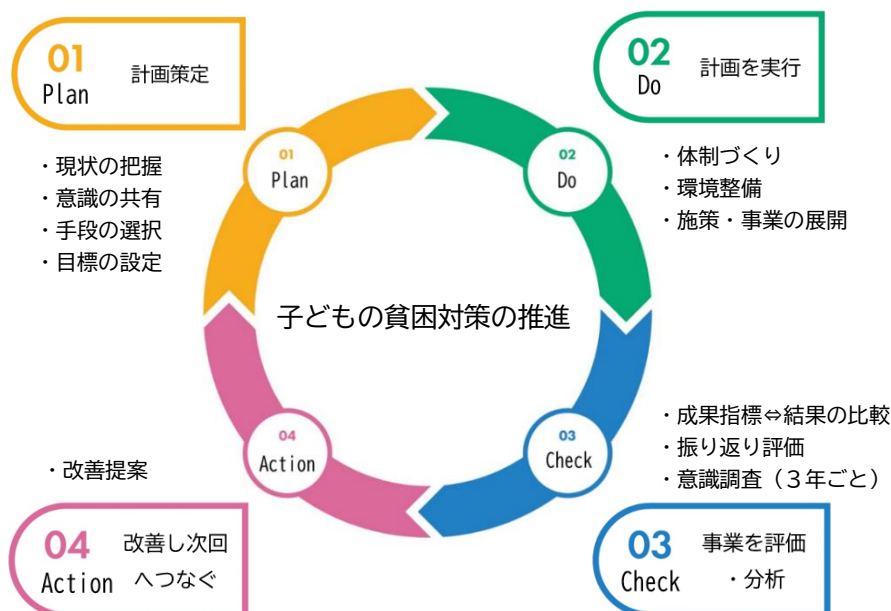 01
Plan
計画策定
・現状の把握
・意識の共有
・手段の選択
・目標の設定
02
Do
計画を実行
・体制づくり
・環境整備
・施策・事業の展開
01
Plan
02
Do
子どもの貧困対策の推進
04
Action
03
Check
・成果指標⇔結果の比較
・振り返り評価
・意識調査（３年ごと）
03
Check
事業を評価
・分析
・改善提案
04
Action
改善し次回
へつなぐ